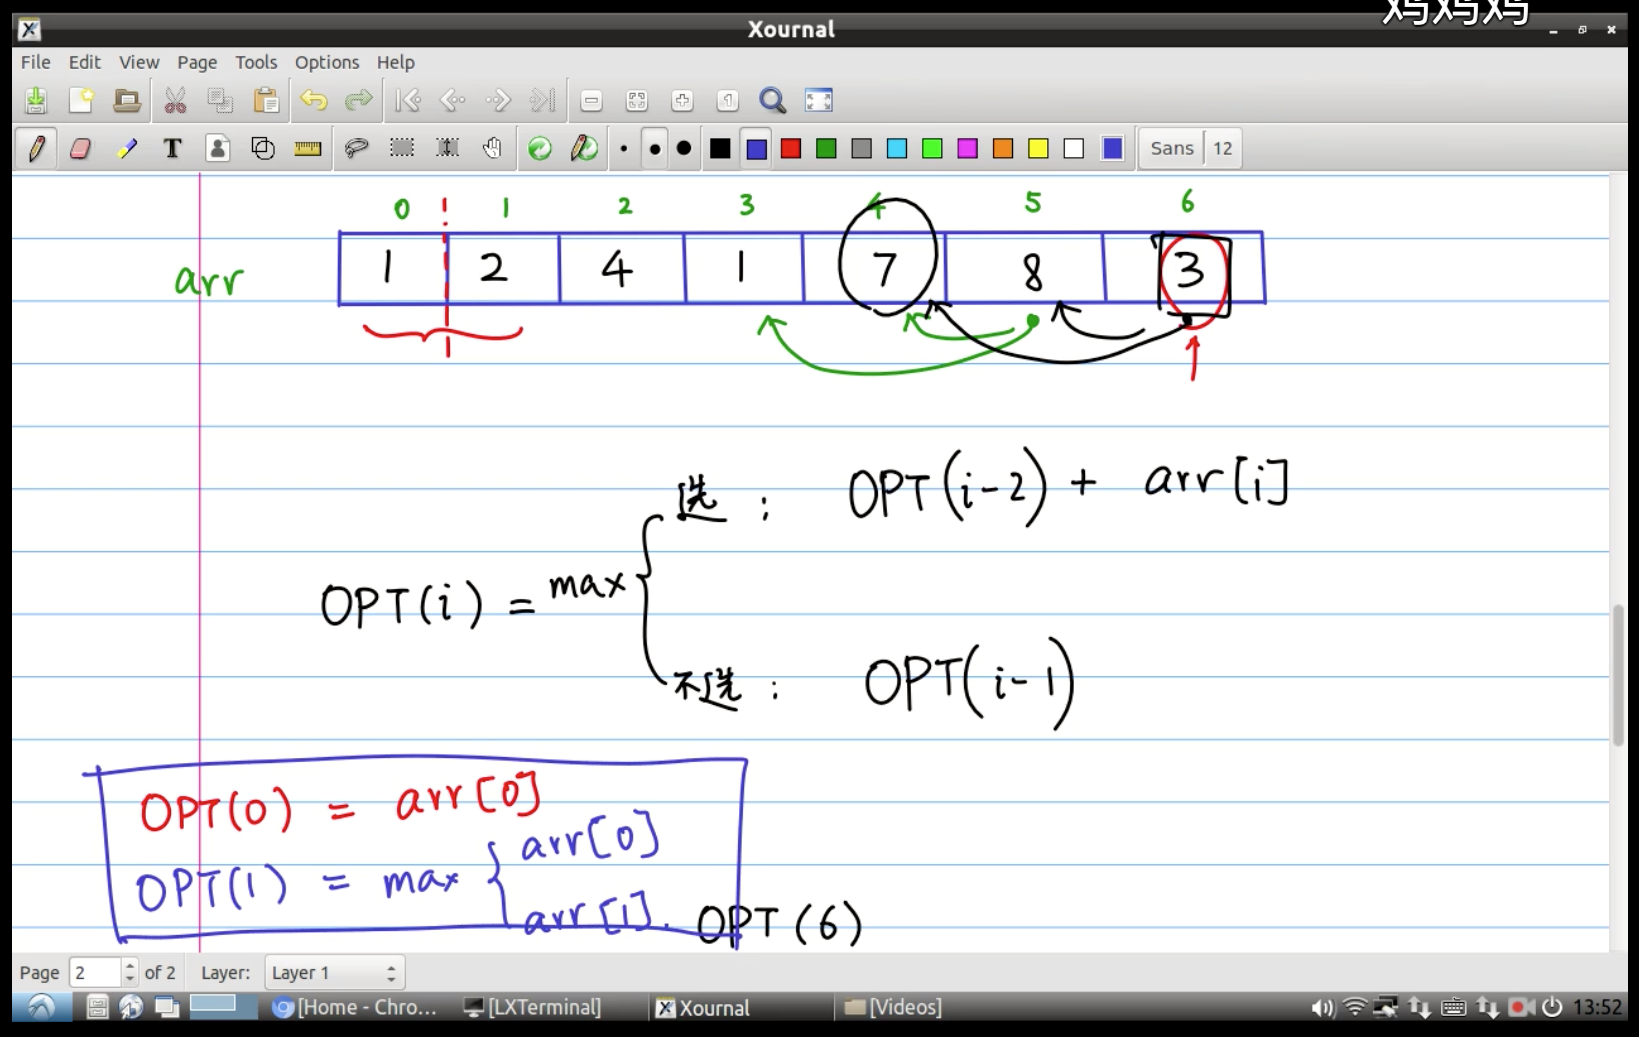 鸡鸡鸡
Xournal
File Edit View Page Tools Options Help
Sans 12
0 1 2 3 4 5 6
arr 1 2 4 1 7 8 3
选 : OPT(i-2) + arr[i]
OPT(i) = max
不选 : OPT(i-1)
OPT(0) = arr[0]
OPT(1) = max { arr[0]
arr[1].
OPT(6)
Page 2 of 2 Layer: Layer 1
[Home - Chro... [LXTerminal] Xournal [Videos] 13:52